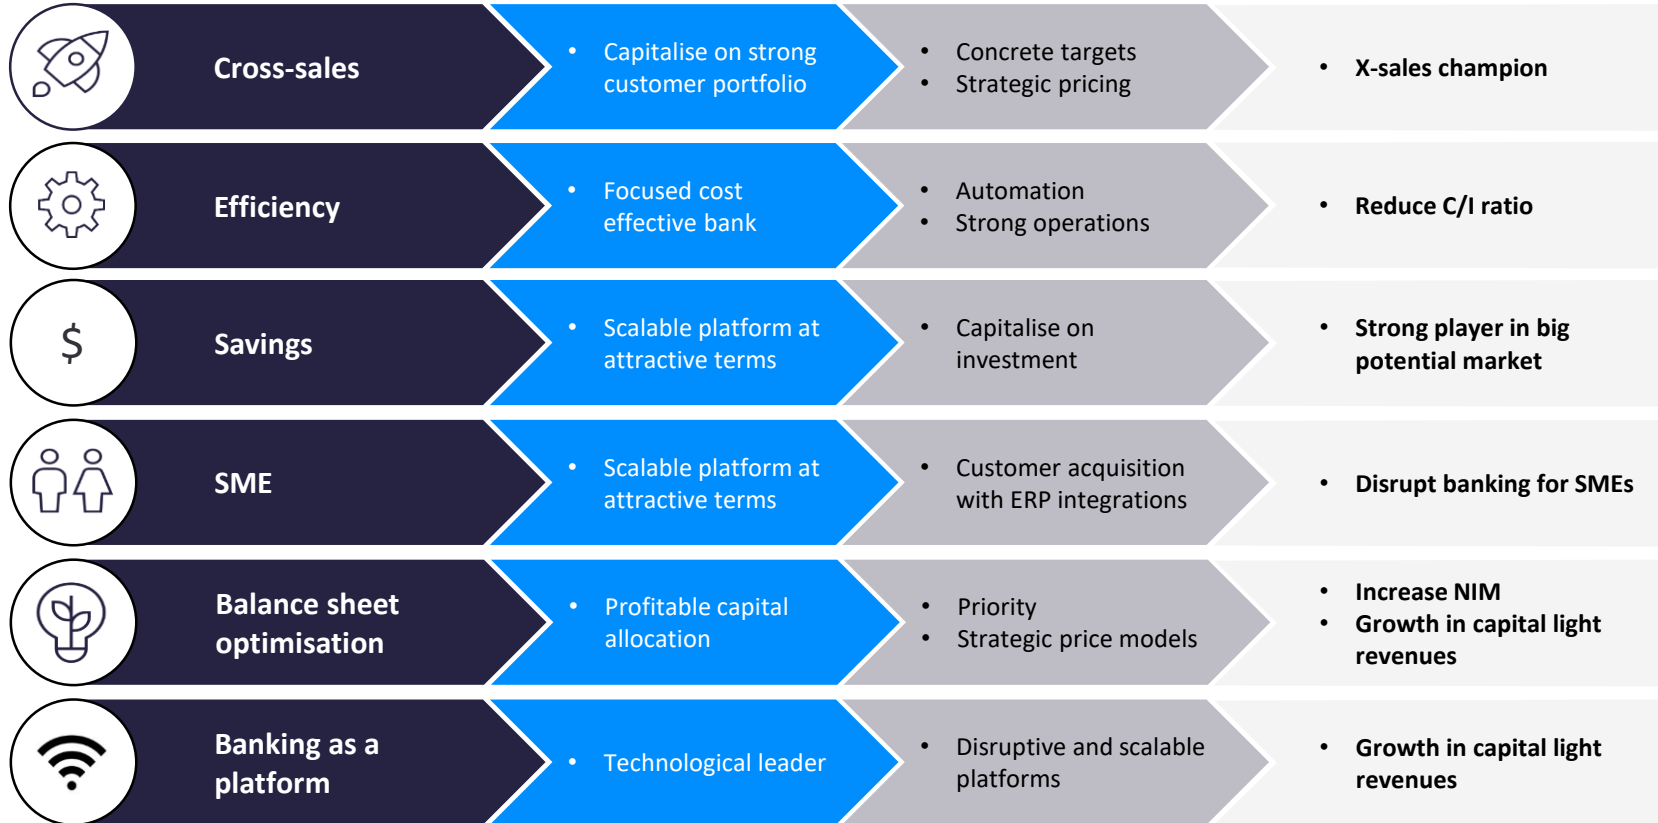 Cross-sales
• Capitalise on strong
customer portfolio
• Concrete targets
• Strategic pricing
• X-sales champion
Efficiency
• Focused cost
effective bank
• Automation
• Strong operations
• Reduce C/I ratio
$
Savings
• Scalable platform at
attractive terms
• Capitalise on
investment
• Strong player in big
potential market
SME
• Scalable platform at
attractive terms
• Customer acquisition
with ERP integrations
• Disrupt banking for SMEs
Balance sheet
optimisation
• Profitable capital
allocation
• Priority
• Strategic price models
• Increase NIM
• Growth in capital light
revenues
Banking as a
platform
• Technological leader
• Disruptive and scalable
platforms
• Growth in capital light
revenues